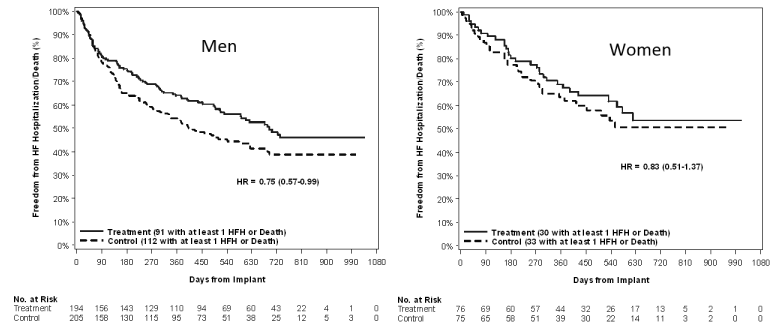 Men
Freedom from HF Hospitalization/Death (%)
100%
90%
80%
70%
60%
50%
40%
30%
20%
10%
0%
HR = 0.75 (0.57-0.99)
Treatment (91 with at least 1 HFH or Death)
Control (112 with at least 1 HFH or Death)
0 90 180 270 360 450 540 630 720 810 900 990 1080
Days from Implant
No. at Risk
Treatment 194 156 143 129 110 94 69 60 43 22 4 1 0
Control 205 158 130 115 95 73 51 38 25 12 5 3 0
Women
Freedom from HF Hospitalization/Death (%)
100%
90%
80%
70%
60%
50%
40%
30%
20%
10%
0%
HR = 0.83 (0.51-1.37)
Treatment (30 with at least 1 HFH or Death)
Control (33 with at least 1 HFH or Death)
0 90 180 270 360 450 540 630 720 810 900 990 1080
Days from Implant
No. at Risk
Treatment 76 69 60 57 44 32 26 17 13 5 2 1 0
Control 75 65 58 51 39 30 22 14 11 3 2 0 0